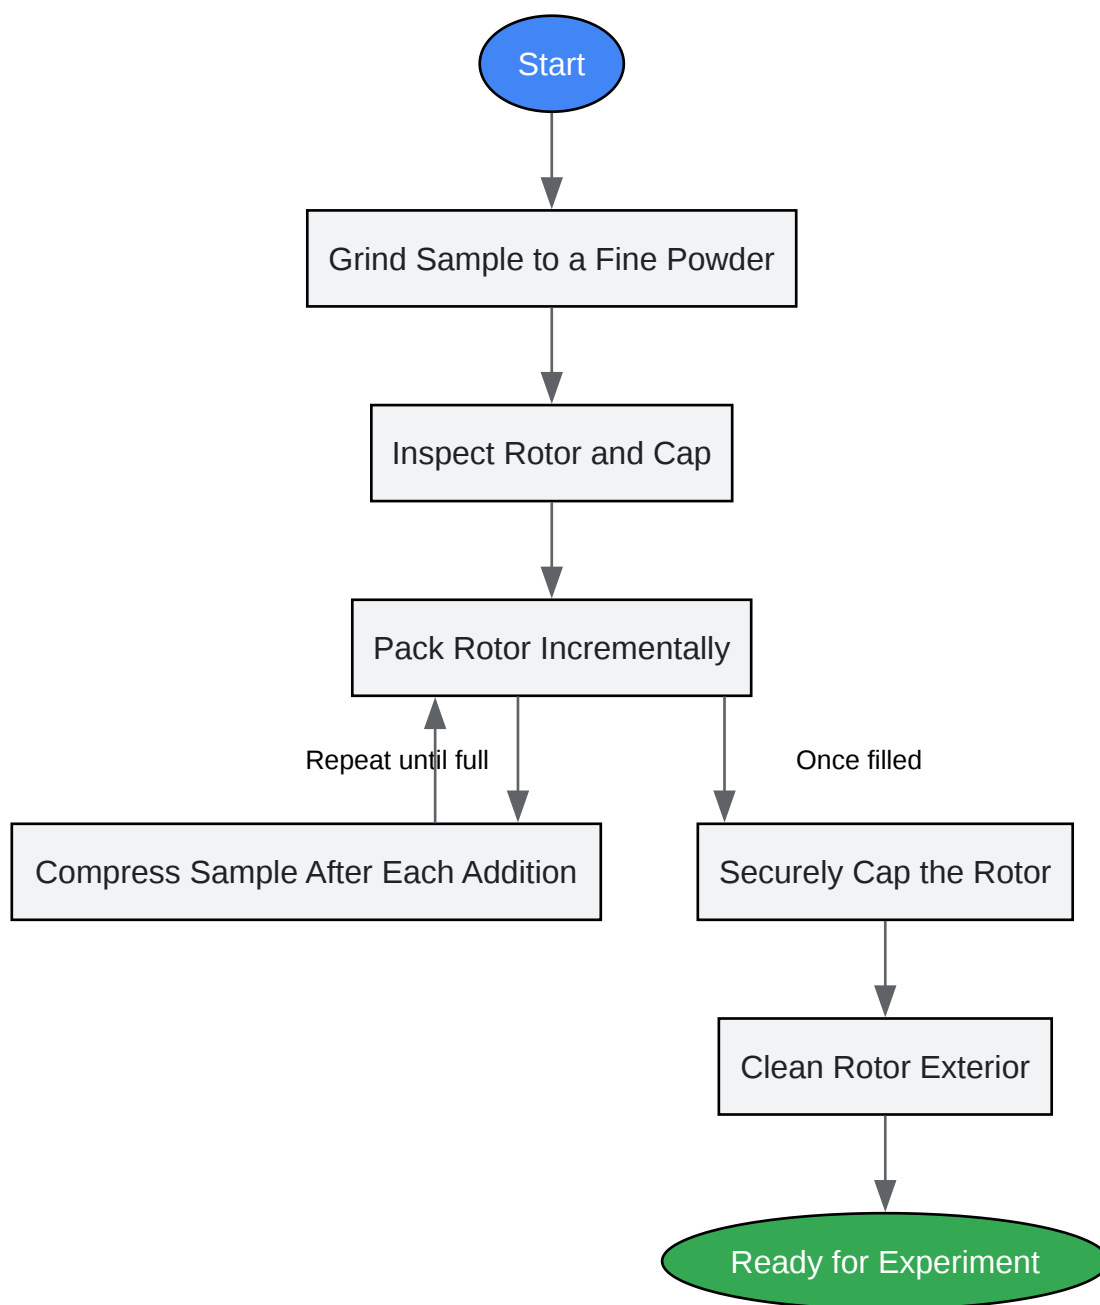 Start
Grind Sample to a Fine Powder
Inspect Rotor and Cap
Pack Rotor Incrementally
Repeat until full
Once filled
Compress Sample After Each Addition
Securely Cap the Rotor
Clean Rotor Exterior
Ready for Experiment